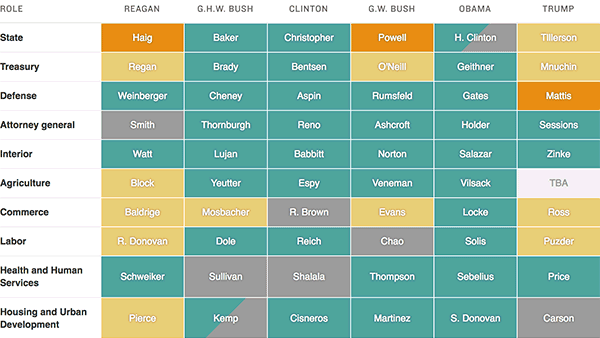 ROLE REAGAN G.H.W. BUSH CLINTON G.W. BUSH OBAMA TRUMP
State Haig Baker Christopher Powell H. Clinton Tillerson
Treasury Regan Brady Bentsen O'Neill Geithner Mnuchin
Defense Weinberger Cheney Aspin Rumsfeld Gates Mattis
Attorney general Smith Thornburgh Reno Ashcroft Holder Sessions
Interior Watt Lujan Babbitt Norton Salazar Zinke
Agriculture Block Yeutter Espy Veneman Vilsack TBA
Commerce Baldrige Mosbacher R. Brown Evans Locke Ross
Labor R. Donovan Dole Reich Chao Solis Puzder
Health and Human Services Schweiker Sullivan Shalala Thompson Sebelius Price
Housing and Urban Development Pierce Kemp Cisneros Martinez S. Donovan Carson